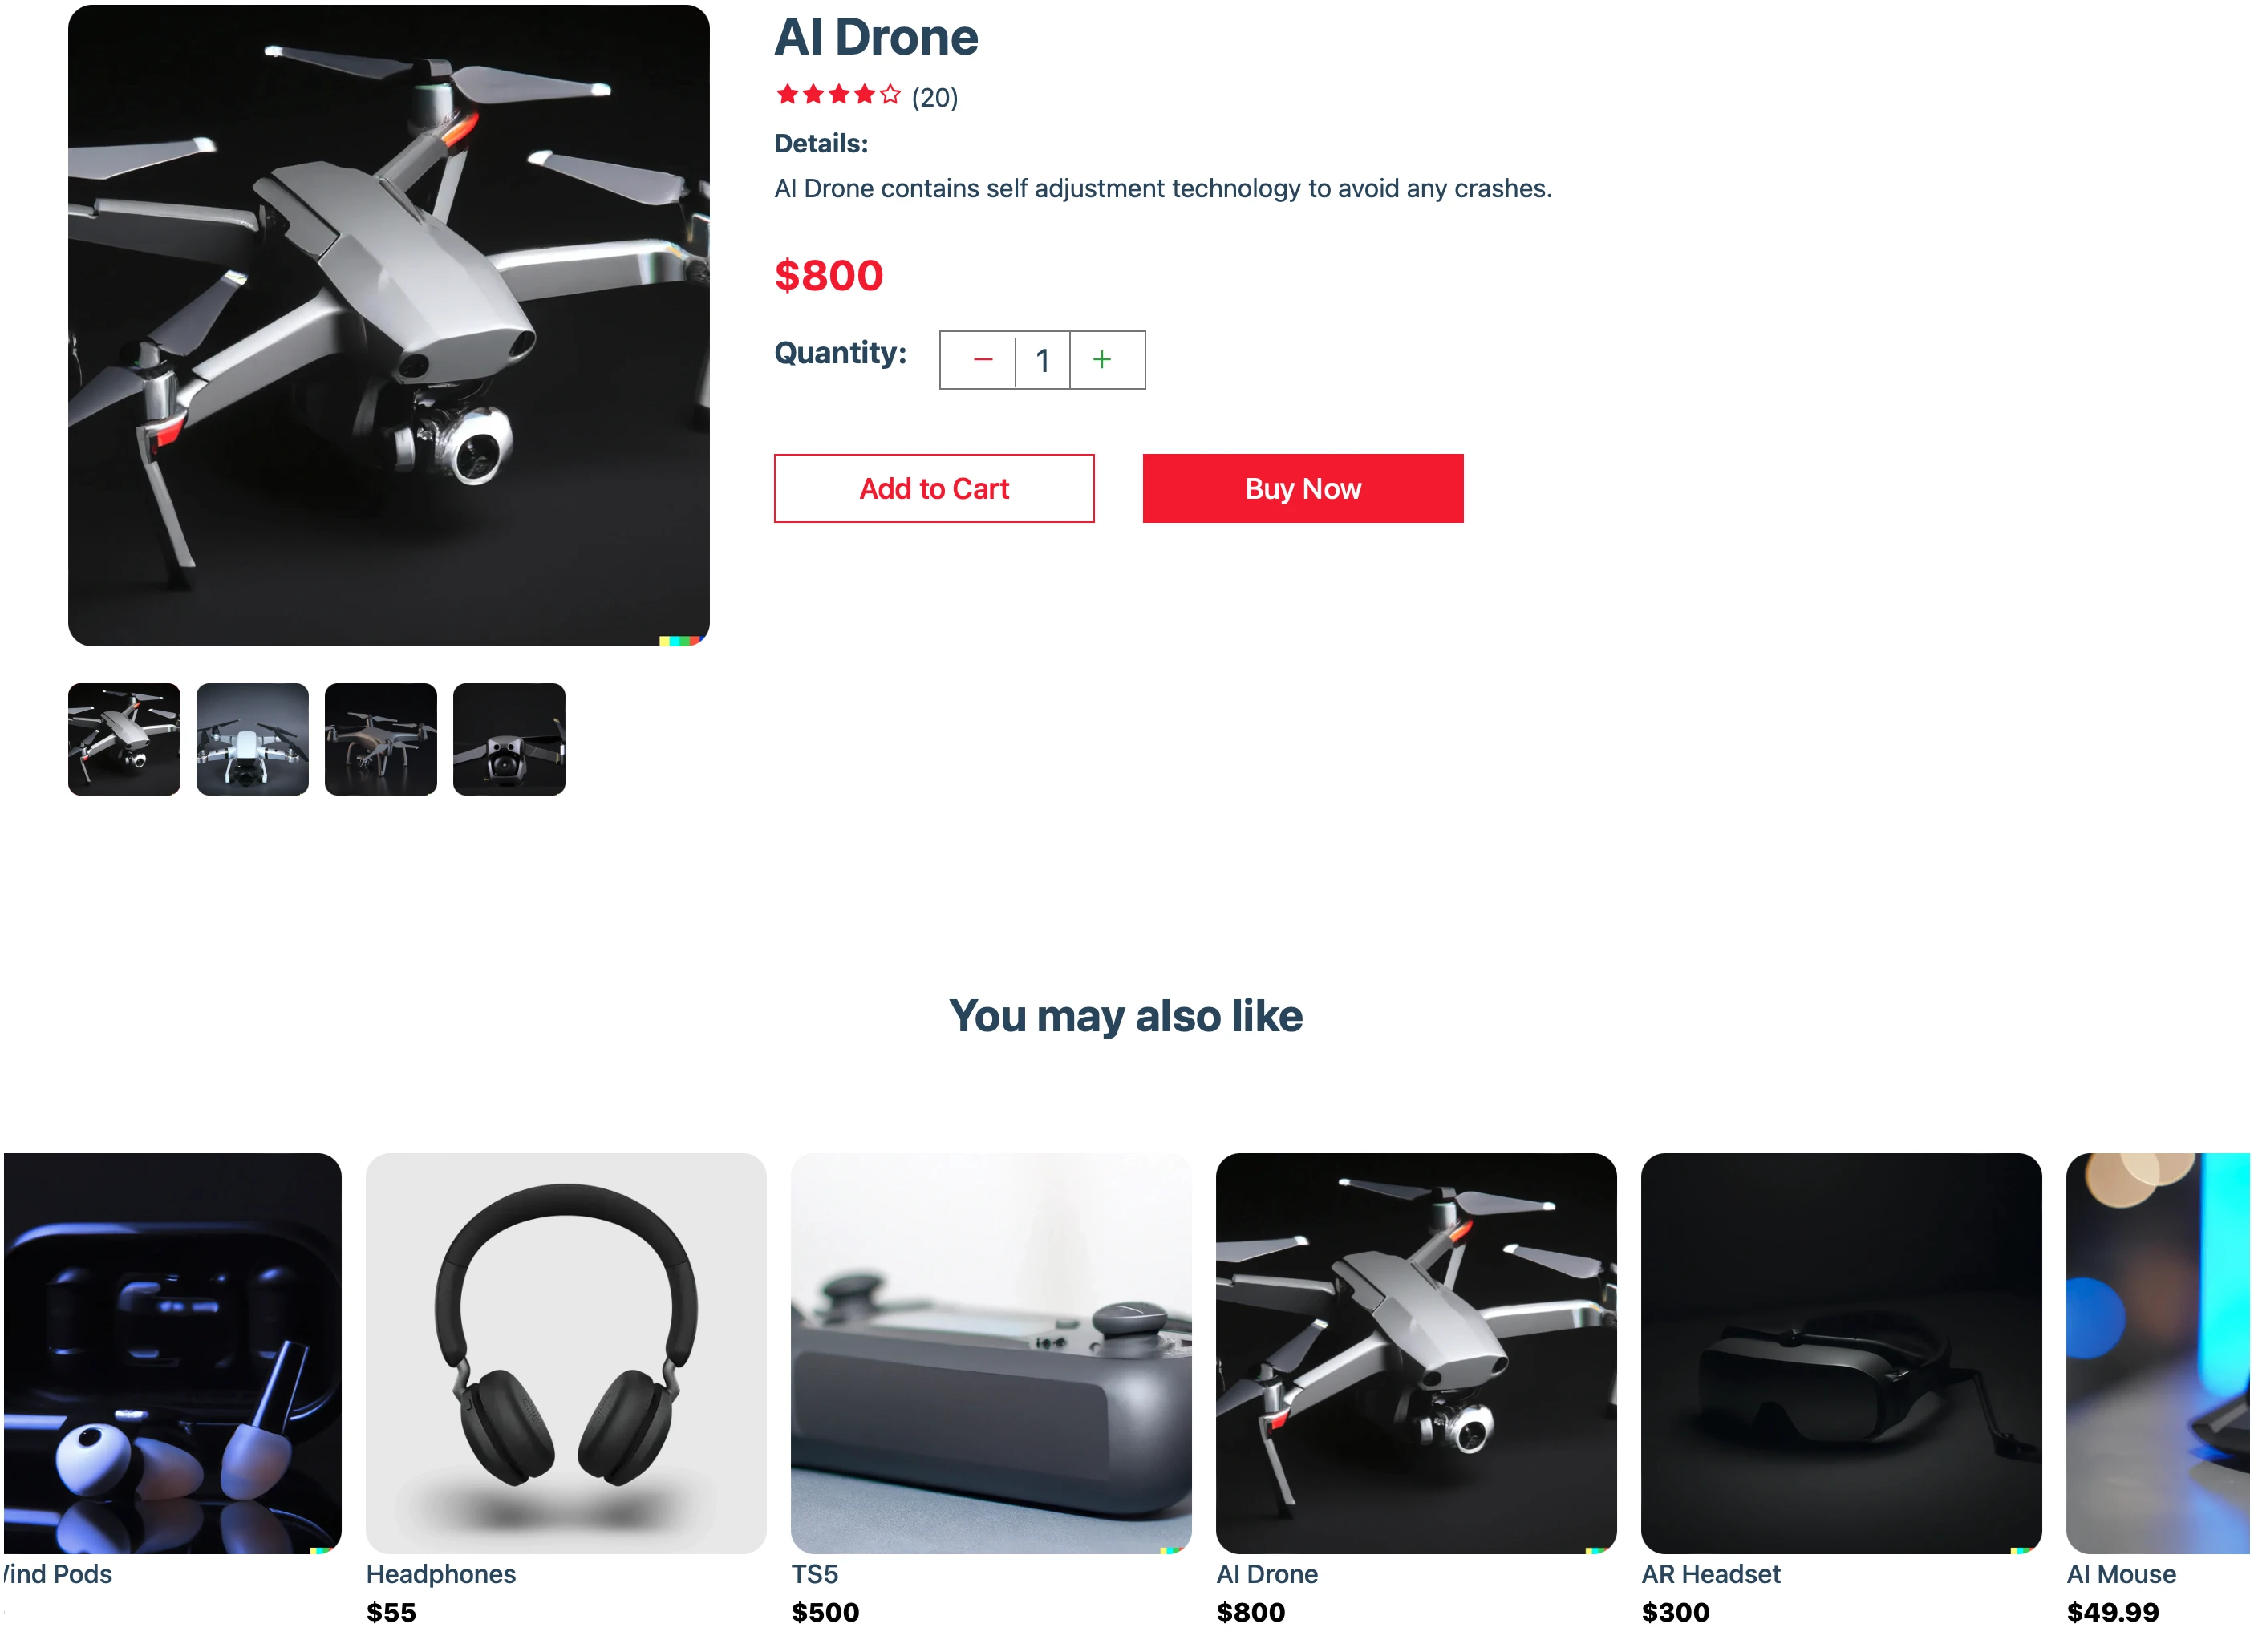 AI Drone
(20)
Details:
AI Drone contains self adjustment technology to avoid any crashes.
$800
Quantity:
− 1 +
Add to Cart
Buy Now
You may also like
Pods
Headphones
TS5
AI Drone
AR Headset
AI Mouse
$55
$500
$800
$300
$49.99